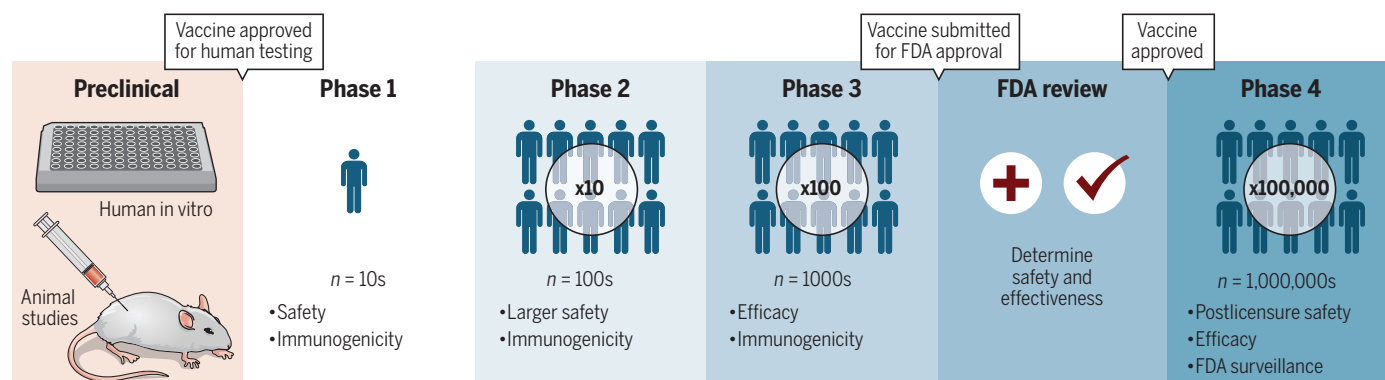 Vaccine approved
for human testing
Vaccine submitted
for FDA approval
Vaccine
approved
Preclinical
Human in vitro
Animal
studies
Phase 1
n = 10s
•Safety
•Immunogenicity
Phase 2
x10
n = 100s
•Larger safety
•Immunogenicity
Phase 3
x100
n = 1000s
•Efficacy
•Immunogenicity
FDA review
Determine
safety and
effectiveness
Phase 4
x100,000
n = 1,000,000s
•Postlicensure safety
•Efficacy
•FDA surveillance